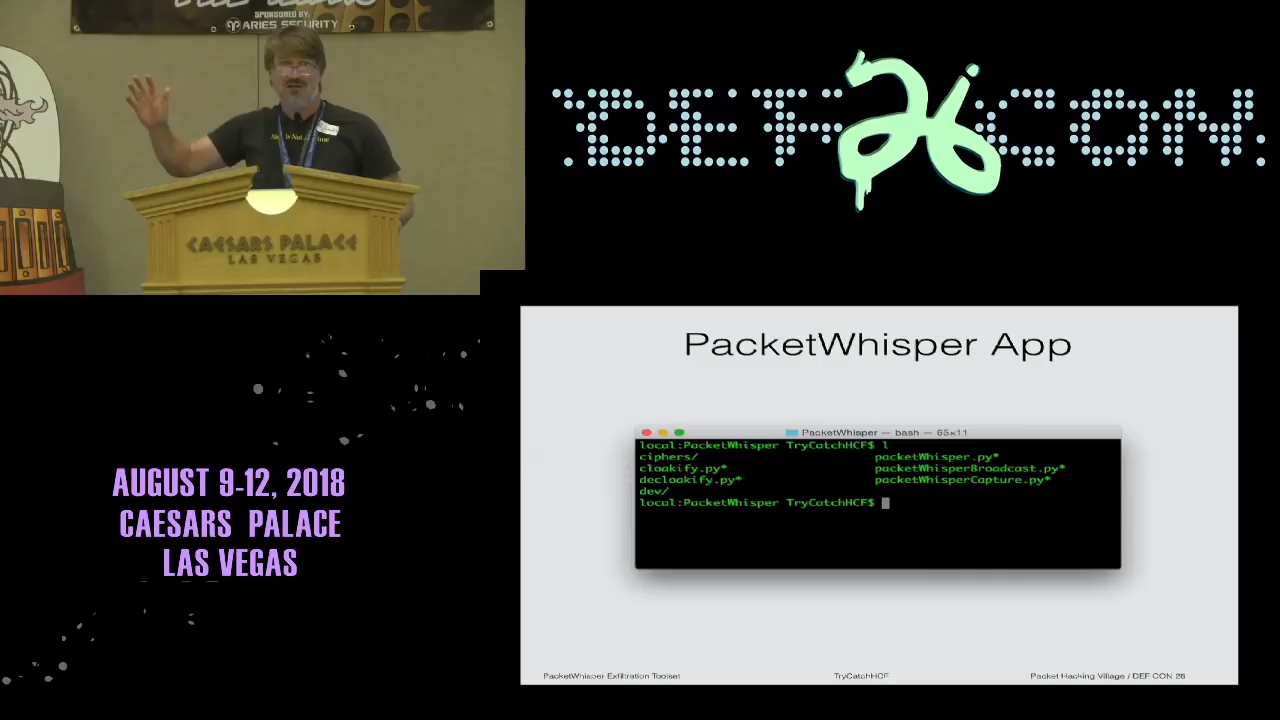 SPONSORED BY:
ARIES SECURITY
CAESARS PALACE
LAS VEGAS
DEF 26 CON
AUGUST 9-12, 2018
CAESARS PALACE
LAS VEGAS
PacketWhisper App
PacketWhisper — bash — 65×11
local:PacketWhisper TryCatchHCF$ l
ciphers/ packetWhisper.py*
cloakify.py* packetWhisperBroadcast.py*
decloakify.py* packetWhisperCapture.py*
dev/
local:PacketWhisper TryCatchHCF$
PacketWhisper Exfiltration Toolset
TryCatchHCF
Packet Hacking Village / DEF CON 26